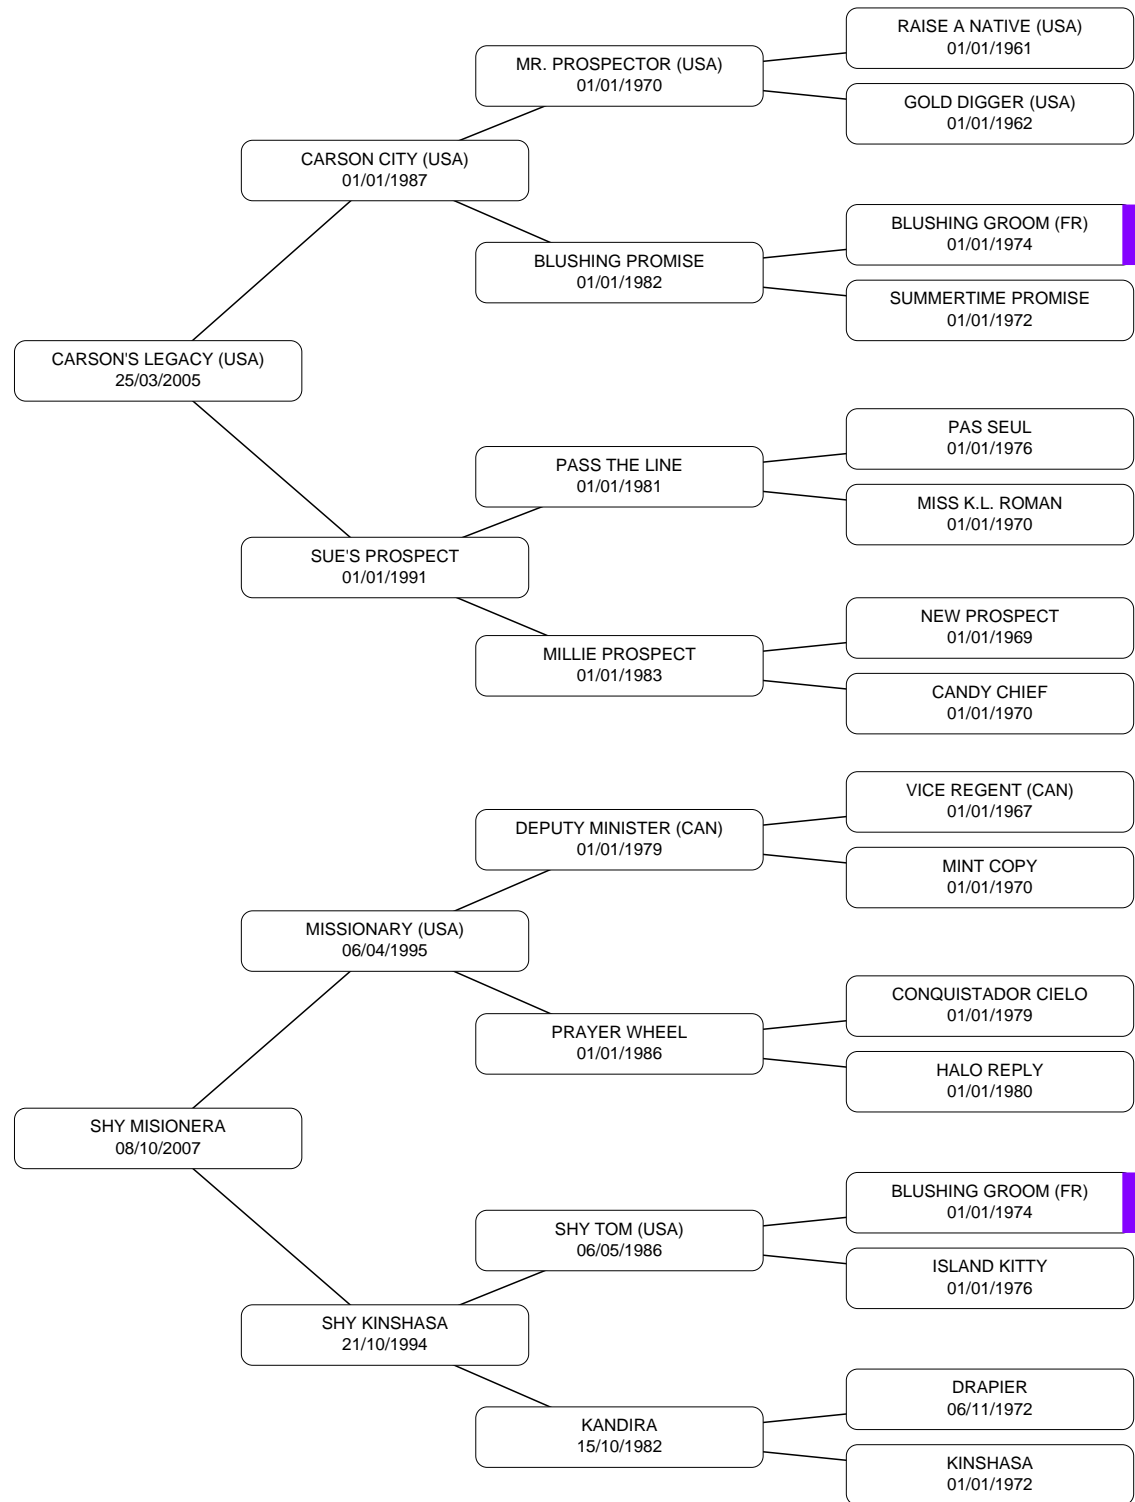 RAISE A NATIVE (USA)
01/01/1961
MR. PROSPECTOR (USA)
01/01/1970
GOLD DIGGER (USA)
01/01/1962
CARSON CITY (USA)
01/01/1987
BLUSHING GROOM (FR)
01/01/1974
BLUSHING PROMISE
01/01/1982
SUMMERTIME PROMISE
01/01/1972
CARSON'S LEGACY (USA)
25/03/2005
PAS SEUL
01/01/1976
PASS THE LINE
01/01/1981
MISS K.L. ROMAN
01/01/1970
SUE'S PROSPECT
01/01/1991
NEW PROSPECT
01/01/1969
MILLIE PROSPECT
01/01/1983
CANDY CHIEF
01/01/1970
VICE REGENT (CAN)
01/01/1967
DEPUTY MINISTER (CAN)
01/01/1979
MINT COPY
01/01/1970
MISSIONARY (USA)
06/04/1995
CONQUISTADOR CIELO
01/01/1979
PRAYER WHEEL
01/01/1986
HALO REPLY
01/01/1980
SHY MISIONERA
08/10/2007
BLUSHING GROOM (FR)
01/01/1974
SHY TOM (USA)
06/05/1986
ISLAND KITTY
01/01/1976
SHY KINSHASA
21/10/1994
DRAPIER
06/11/1972
KANDIRA
15/10/1982
KINSHASA
01/01/1972